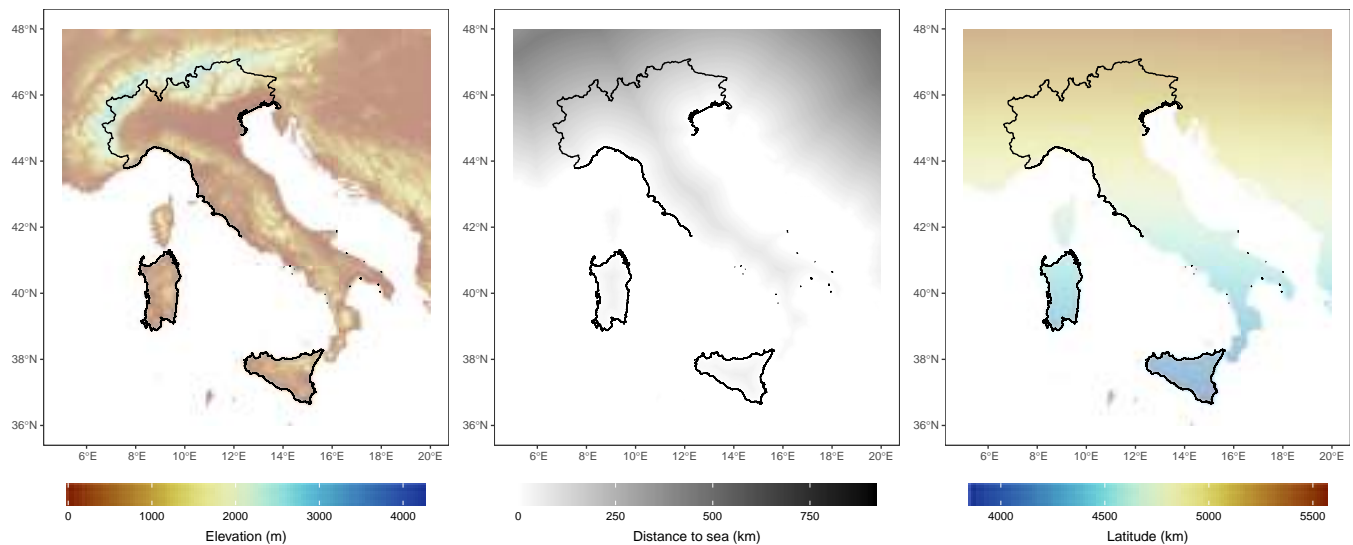 48°N 48°N 48°N
46°N 46°N 46°N
44°N 44°N 44°N
42°N 42°N 42°N
40°N 40°N 40°N
38°N 38°N 38°N
36°N 36°N 36°N
6°E 8°E 10°E 12°E 14°E 16°E 18°E 20°E 6°E 8°E 10°E 12°E 14°E 16°E 18°E 20°E 6°E 8°E 10°E 12°E 14°E 16°E 18°E 20°E
0 1000 2000 3000 4000 0 250 500 750 4000 4500 5000 5500
Elevation (m) Distance to sea (km) Latitude (km)